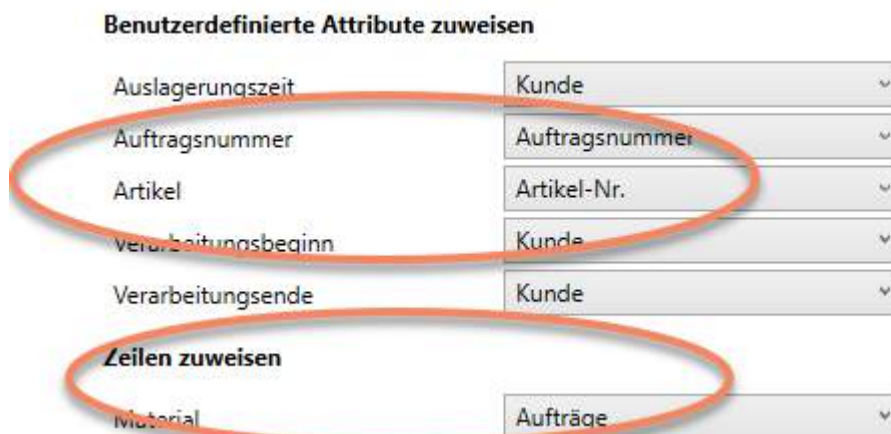 Benutzerdefinierte Attribute zuweisen
Auslagerungszeit Kunde
Auftragsnummer Auftragsnummer
Artikel Artikel-Nr.
Verarbeitungsbeginn Kunde
Verarbeitungsende Kunde
Zeilen zuweisen
Material Aufträge